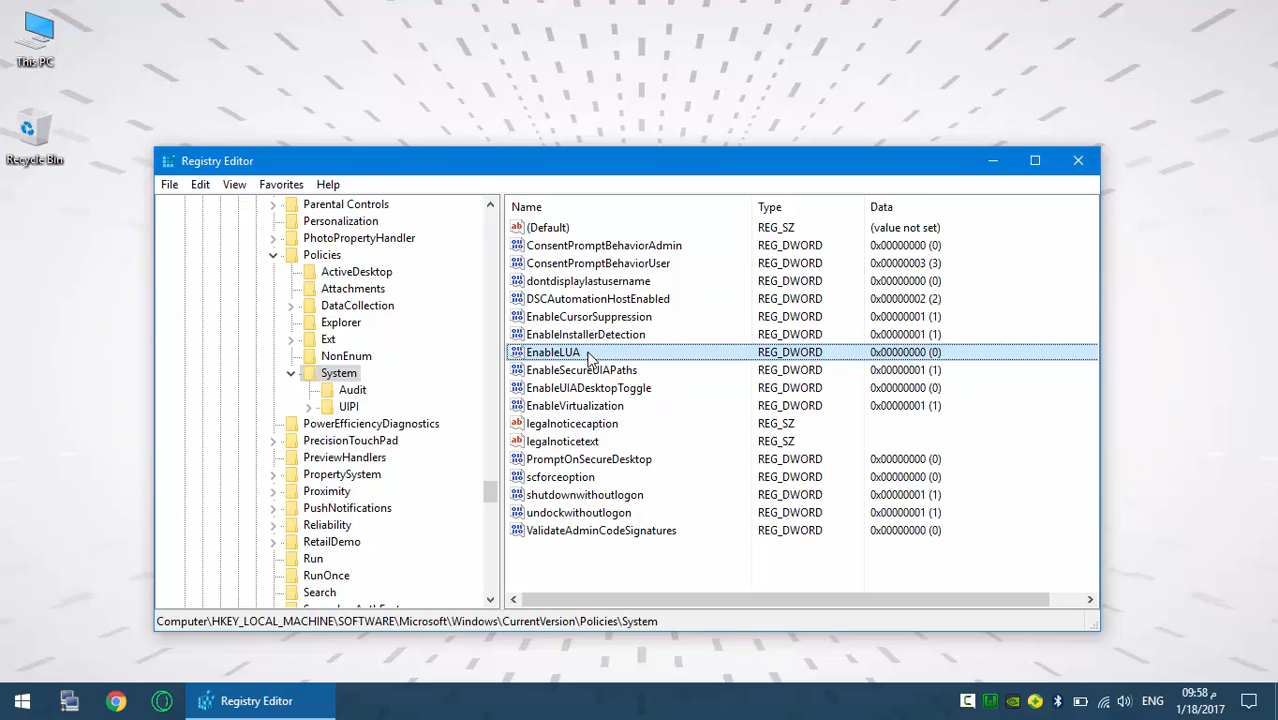 This PC
Recycle Bin
Registry Editor
File Edit View Favorites Help
Parental Controls
Personalization
PhotoPropertyHandler
Policies
ActiveDesktop
Attachments
DataCollection
Explorer
Ext
NonEnum
System
Audit
UIPI
PowerEfficiencyDiagnostics
PrecisionTouchPad
PreviewHandlers
PropertySystem
Proximity
PushNotifications
Reliability
RetailDemo
Run
RunOnce
Search
Name Type Data
(Default) REG_SZ (value not set)
ConsentPromptBehaviorAdmin REG_DWORD 0x00000000 (0)
ConsentPromptBehaviorUser REG_DWORD 0x00000003 (3)
dontdisplaylastusername REG_DWORD 0x00000000 (0)
DSCAutomationHostEnabled REG_DWORD 0x00000002 (2)
EnableCursorSuppression REG_DWORD 0x00000001 (1)
EnableInstallerDetection REG_DWORD 0x00000001 (1)
EnableLUA REG_DWORD 0x00000000 (0)
EnableSecureUIAPaths REG_DWORD 0x00000001 (1)
EnableUIADesktopToggle REG_DWORD 0x00000000 (0)
EnableVirtualization REG_DWORD 0x00000001 (1)
legalnoticecaption REG_SZ
legalnoticetext REG_SZ
PromptOnSecureDesktop REG_DWORD 0x00000000 (0)
scforceoption REG_DWORD 0x00000000 (0)
shutdownwithoutlogon REG_DWORD 0x00000001 (1)
undockwithoutlogon REG_DWORD 0x00000001 (1)
ValidateAdminCodeSignatures REG_DWORD 0x00000000 (0)
Computer\HKEY_LOCAL_MACHINE\SOFTWARE\Microsoft\Windows\CurrentVersion\Policies\System
Registry Editor
ENG
09:58 م
1/18/2017